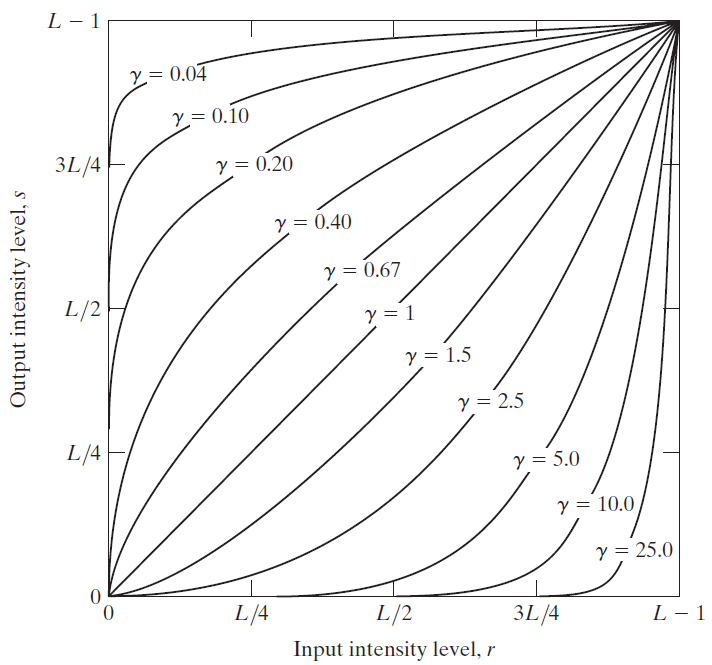 L − 1
γ = 0.04
γ = 0.10
3L/4
γ = 0.20
γ = 0.40
γ = 0.67
L/2
γ = 1
γ = 1.5
γ = 2.5
L/4
γ = 5.0
γ = 10.0
γ = 25.0
Output intensity level, s
0
0
L/4
L/2
3L/4
L − 1
Input intensity level, r